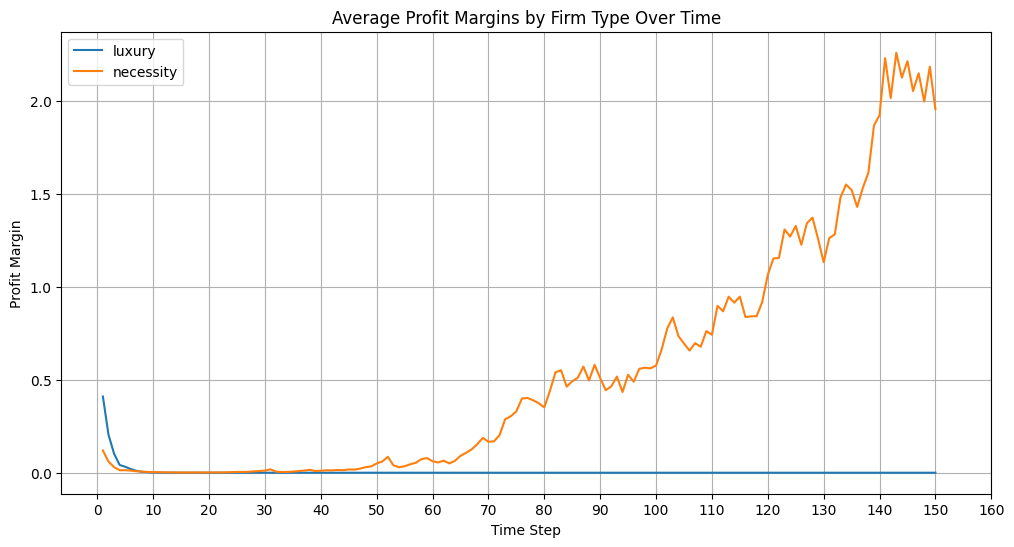 Average Profit Margins by Firm Type Over Time
luxury
necessity
Profit Margin
2.0
1.5
1.0
0.5
0.0
0 10 20 30 40 50 60 70 80 90 100 110 120 130 140 150 160
Time Step